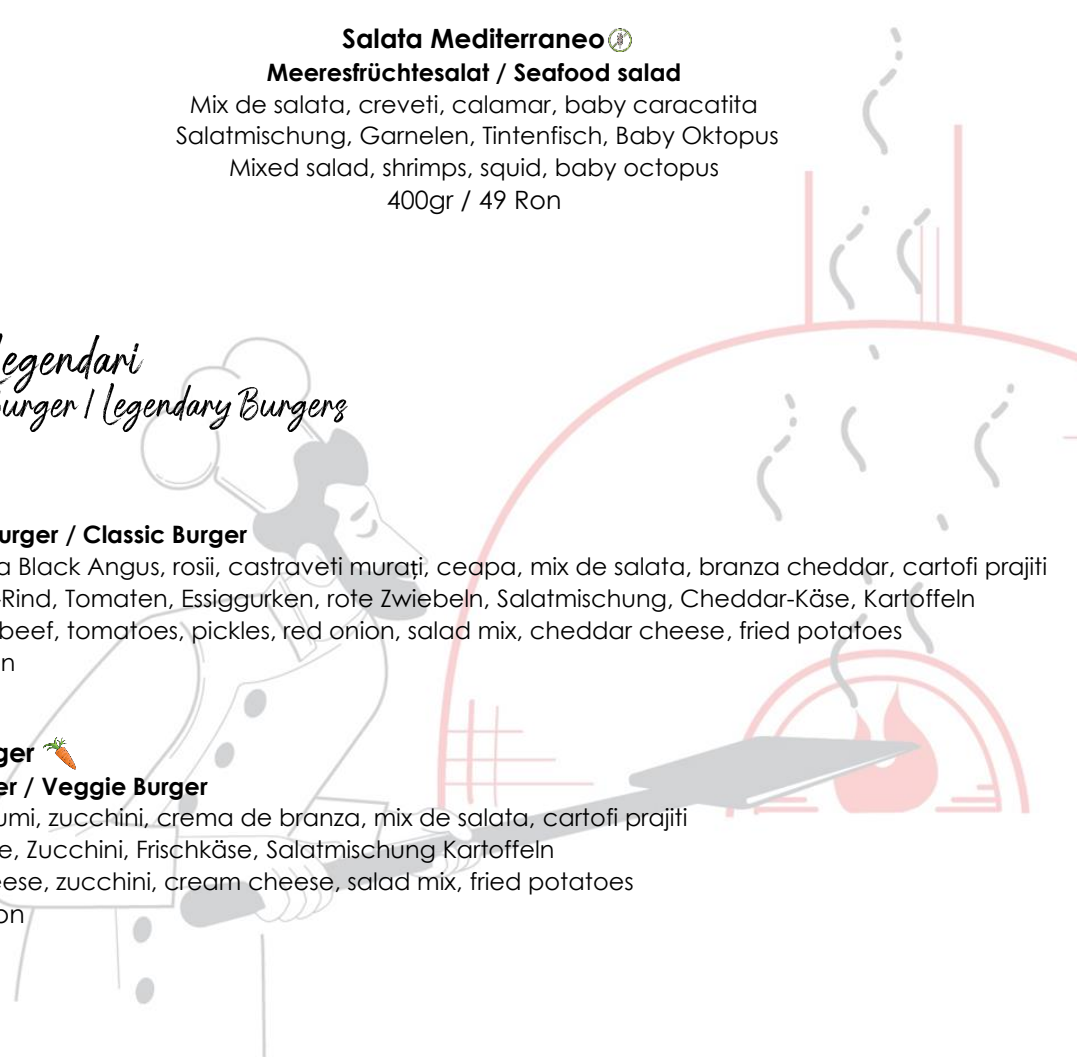 Salata Mediterraneo
Meeresfrüchtesalat / Seafood salad
Mix de salata, creveti, calamar, baby caracatita
Salatmischung, Garnelen, Tintenfisch, Baby Oktopus
Mixed salad, shrimps, squid, baby octopus
400gr / 49 Ron
Legendari
Burger / Legendary Burgers
urger / Classic Burger
a Black Angus, rosii, castraveti murați, ceapa, mix de salata, branza cheddar, cartofi prajiti
-Rind, Tomaten, Essiggurken, rote Zwiebeln, Salatmischung, Cheddar-Käse, Kartoffeln
beef, tomatoes, pickles, red onion, salad mix, cheddar cheese, fried potatoes
n
ger
er / Veggie Burger
umi, zucchini, crema de branza, mix de salata, cartofi prajiti
e, Zucchini, Frischkäse, Salatmischung Kartoffeln
eese, zucchini, cream cheese, salad mix, fried potatoes
on